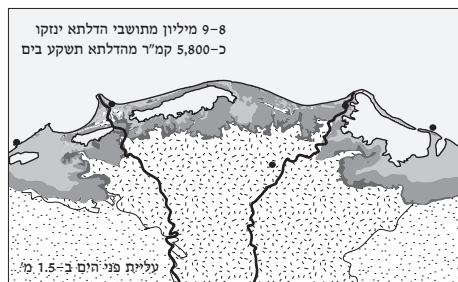 8–9 מיליון מתושבי הדלתא ינזקו
כ–5,800 קמ"ר מהדלתא תשקע בים
עליית פני הים ב–1.5 מ'.